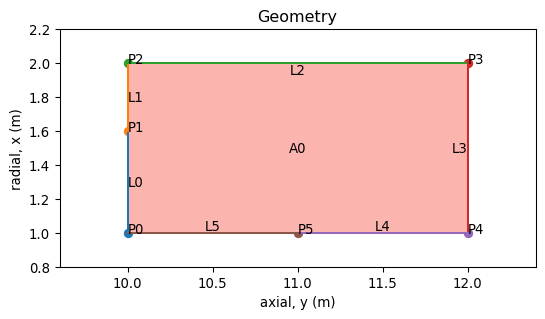 Geometry
2.2
2.0
1.8
1.6
1.4
1.2
1.0
0.8
radial, x (m)
P2
P3
L2
L1
P1
A0
L3
L0
P0
L5
P5
L4
P4
10.0
10.5
11.0
11.5
12.0
axial, y (m)